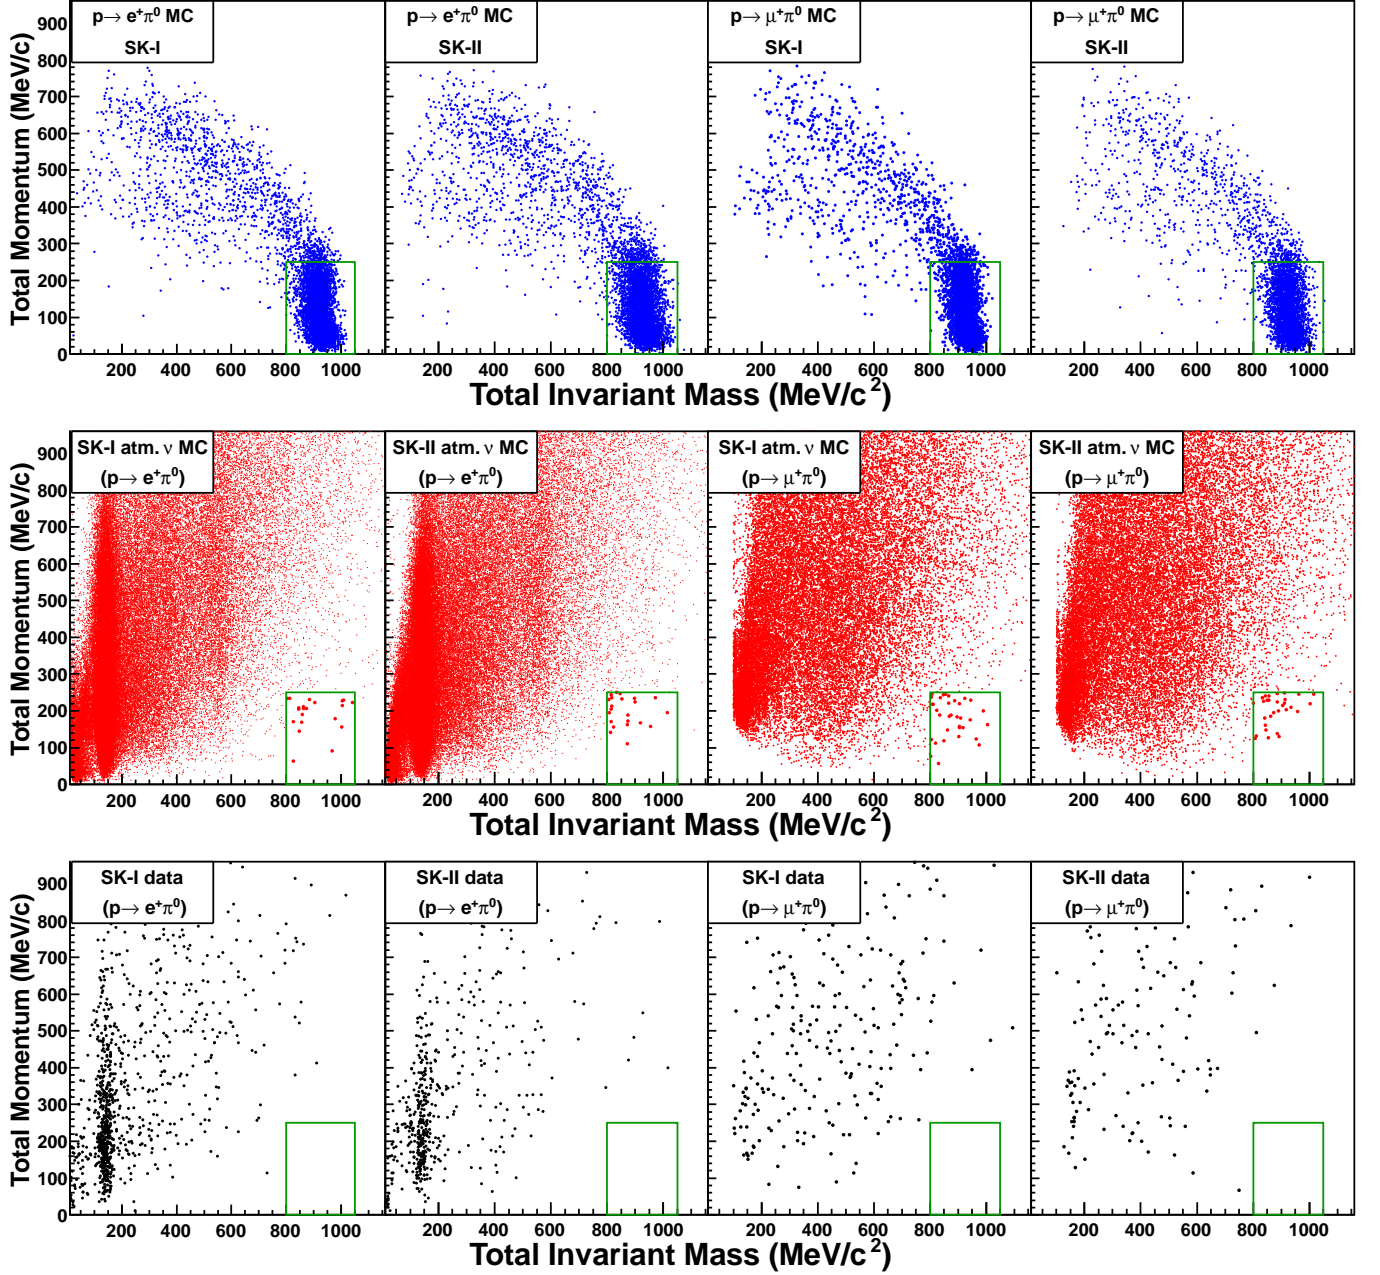 p→ e⁺π⁰ MC
SK-I
p→ e⁺π⁰ MC
SK-II
p→ μ⁺π⁰ MC
SK-I
p→ μ⁺π⁰ MC
SK-II
Total Momentum (MeV/c)
900
800
700
600
500
400
300
200
100
0
200 400 600 800 1000 200 400 600 800 1000 200 400 600 800 1000 200 400 600 800 1000
Total Invariant Mass (MeV/c²) Total Invariant Mass (MeV/c²)
SK-I atm. ν MC
(p→ e⁺π⁰)
SK-II atm. ν MC
(p→ e⁺π⁰)
SK-I atm. ν MC
(p→ μ⁺π⁰)
SK-II atm. ν MC
(p→ μ⁺π⁰)
Total Momentum (MeV/c)
900
800
700
600
500
400
300
200
100
0
200 400 600 800 1000 200 400 600 800 1000 200 400 600 800 1000 200 400 600 800 1000
Total Invariant Mass (MeV/c²)
SK-I data
(p→ e⁺π⁰)
SK-II data
(p→ e⁺π⁰)
SK-I data
(p→ μ⁺π⁰)
SK-II data
(p→ μ⁺π⁰)
Total Momentum (MeV/c)
900
800
700
600
500
400
300
200
100
0
200 400 600 800 1000 200 400 600 800 1000 200 400 600 800 1000 200 400 600 800 1000
Total Invariant Mass (MeV/c²)